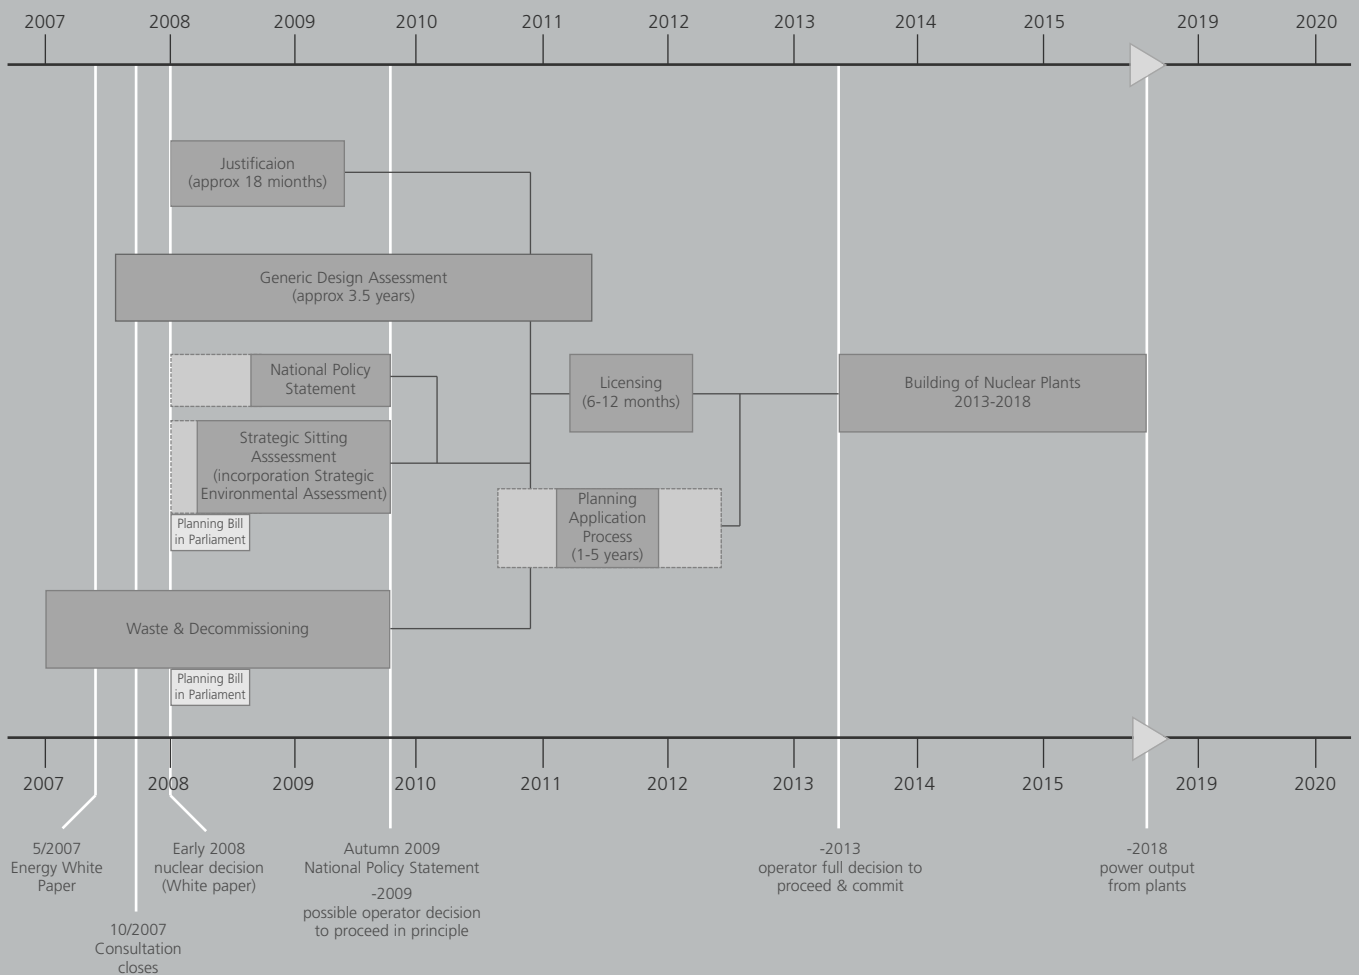 2007 2008 2009 2010 2011 2012 2013 2014 2015 2019 2020
Justificaion
(approx 18 mionths)
Generic Design Assessment
(approx 3.5 years)
National Policy
Statement
Licensing
(6-12 months)
Building of Nuclear Plants
2013-2018
Strategic Sitting
Asssessment
(incorporation Strategic
Environmental Assessment)
Planning
Application
Process
(1-5 years)
Planning Bill
in Parliament
Waste & Decommissioning
Planning Bill
in Parliament
2007 2008 2009 2010 2011 2012 2013 2014 2015 2019 2020
5/2007
Energy White
Paper
10/2007
Consultation
closes
Early 2008
nuclear decision
(White paper)
Autumn 2009
National Policy Statement
-2009
possible operator decision
to proceed in principle
-2013
operator full decision to
proceed & commit
-2018
power output
from plants